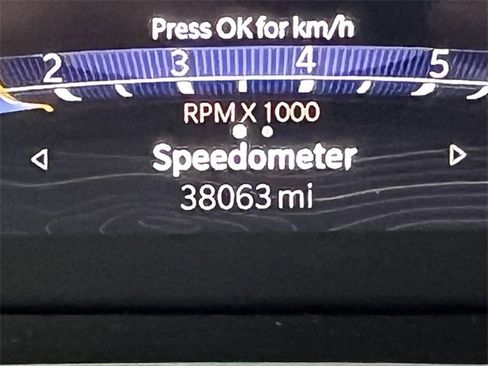 Press OK for km/h
2 3 4 5
RPM X 1000
Speedometer
38063 mi